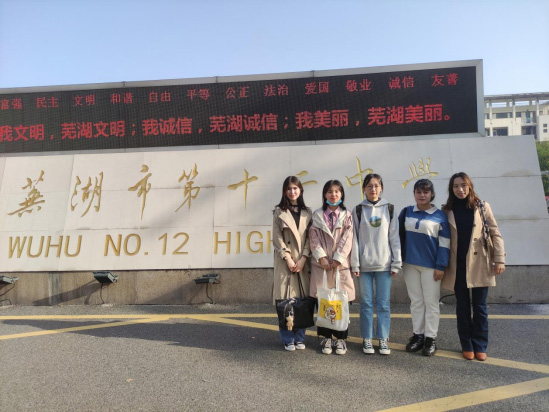 富强 民主 文明 和谐 自由 平等 公正 法治 爱国 敬业 诚信 友善
我文明，芜湖文明；我诚信，芜湖诚信；我美丽，芜湖美丽。
蕪湖市第十二中學
WUHU NO.12 HIGH